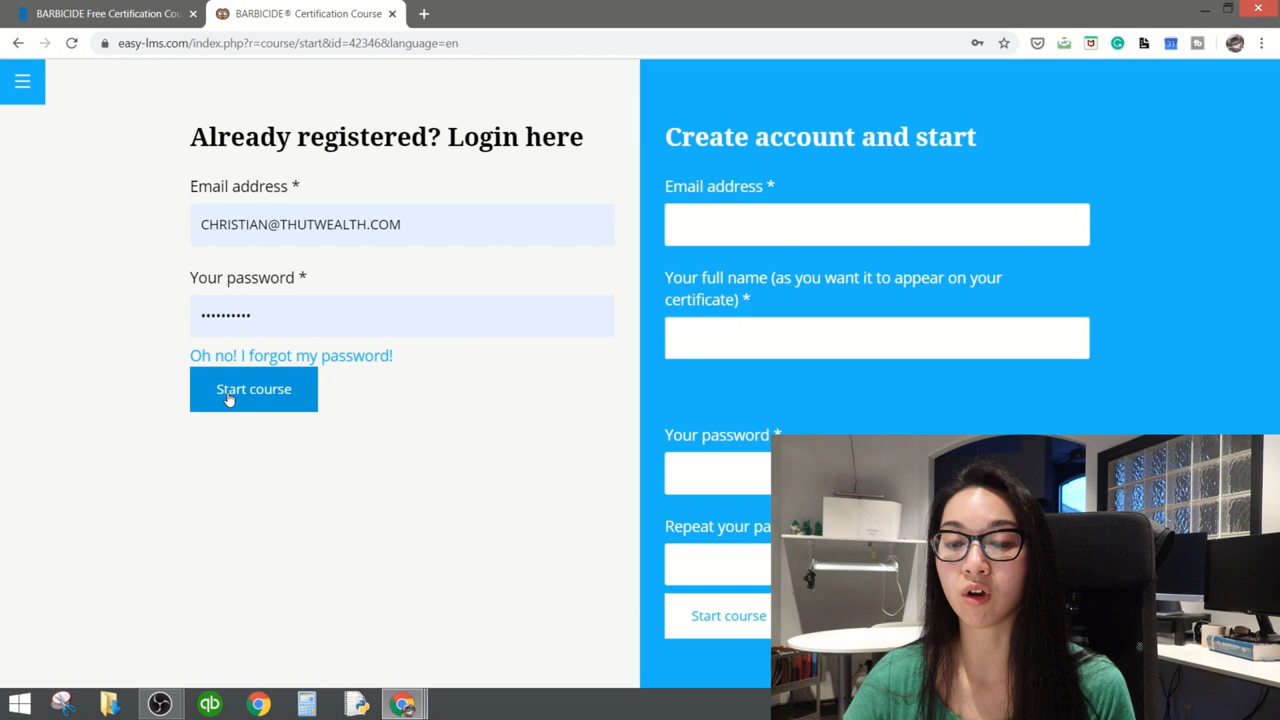 BARBICIDE Free Certification Cou
BARBICIDE® Certification Course
easy-lms.com/index.php?r=course/start&id=42346&language=en
31
Already registered? Login here
Email address *
CHRISTIAN@THUTWEALTH.COM
Your password *
••••••••••
Oh no! I forgot my password!
Start course
Create account and start
Email address *
Your full name (as you want it to appear on your
certificate) *
Your password *
Repeat your pa
Start course
qb